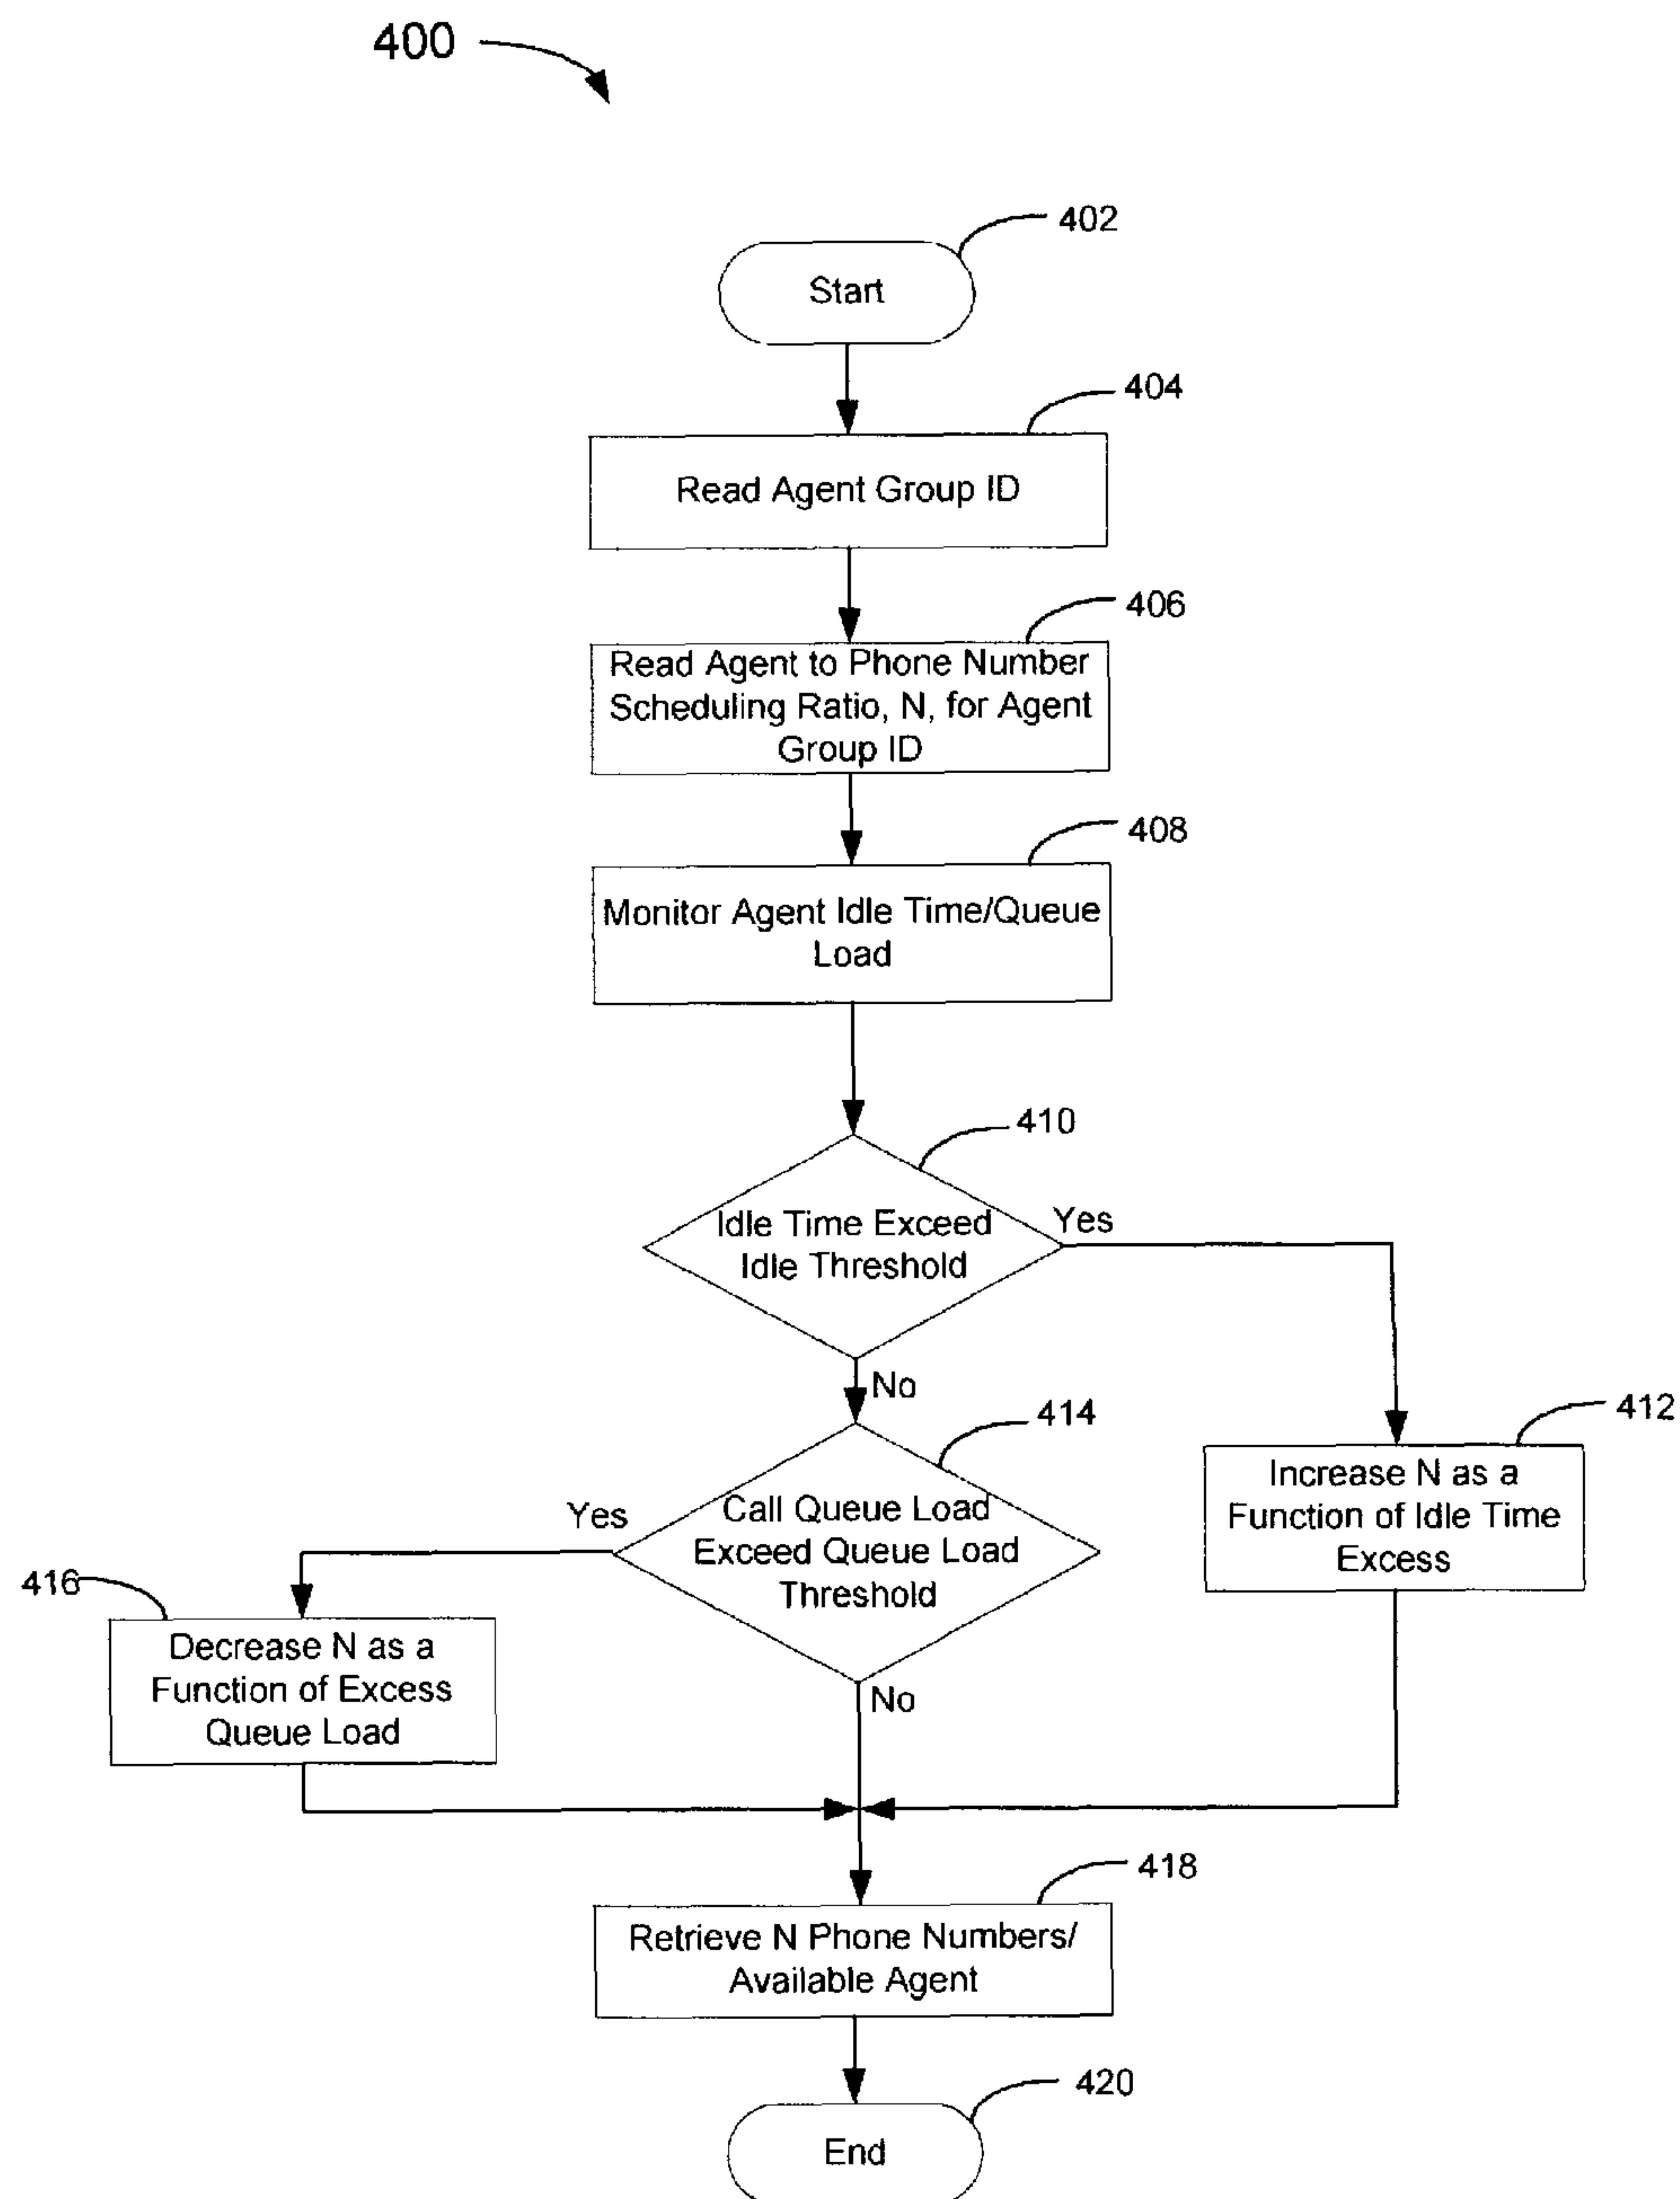 400
402
Start
404
Read Agent Group ID
406
Read Agent to Phone Number
Scheduling Ratio, N, for Agent
Group ID
408
Monitor Agent Idle Time/Queue
Load
410
Idle Time Exceed
Idle Threshold
Yes
No
414
412
Call Queue Load
Exceed Queue Load
Threshold
Yes
Increase N as a
Function of Idle Time
Excess
416
Decrease N as a
Function of Excess
Queue Load
No
418
Retrieve N Phone Numbers/
Available Agent
420
End